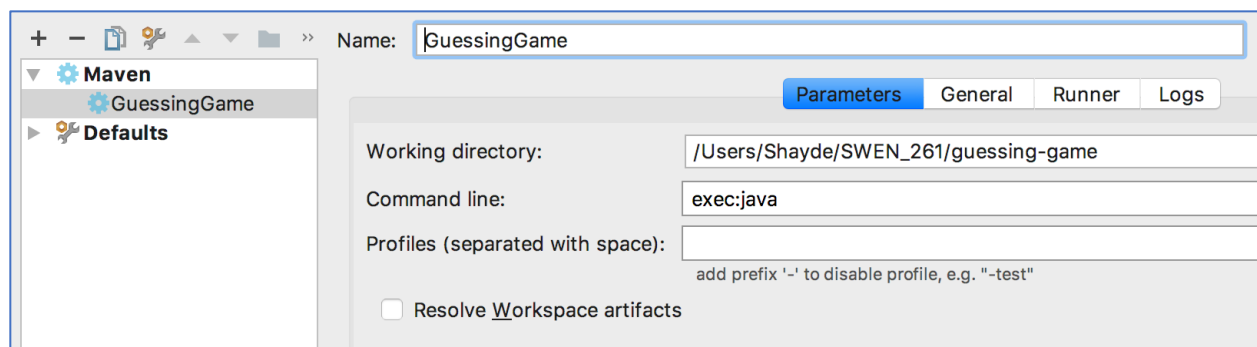 Name: GuessingGame
Maven
GuessingGame
Defaults
Parameters General Runner Logs
Working directory: /Users/Shayde/SWEN_261/guessing-game
Command line: exec:java
Profiles (separated with space):
add prefix '-' to disable profile, e.g. "-test"
Resolve Workspace artifacts